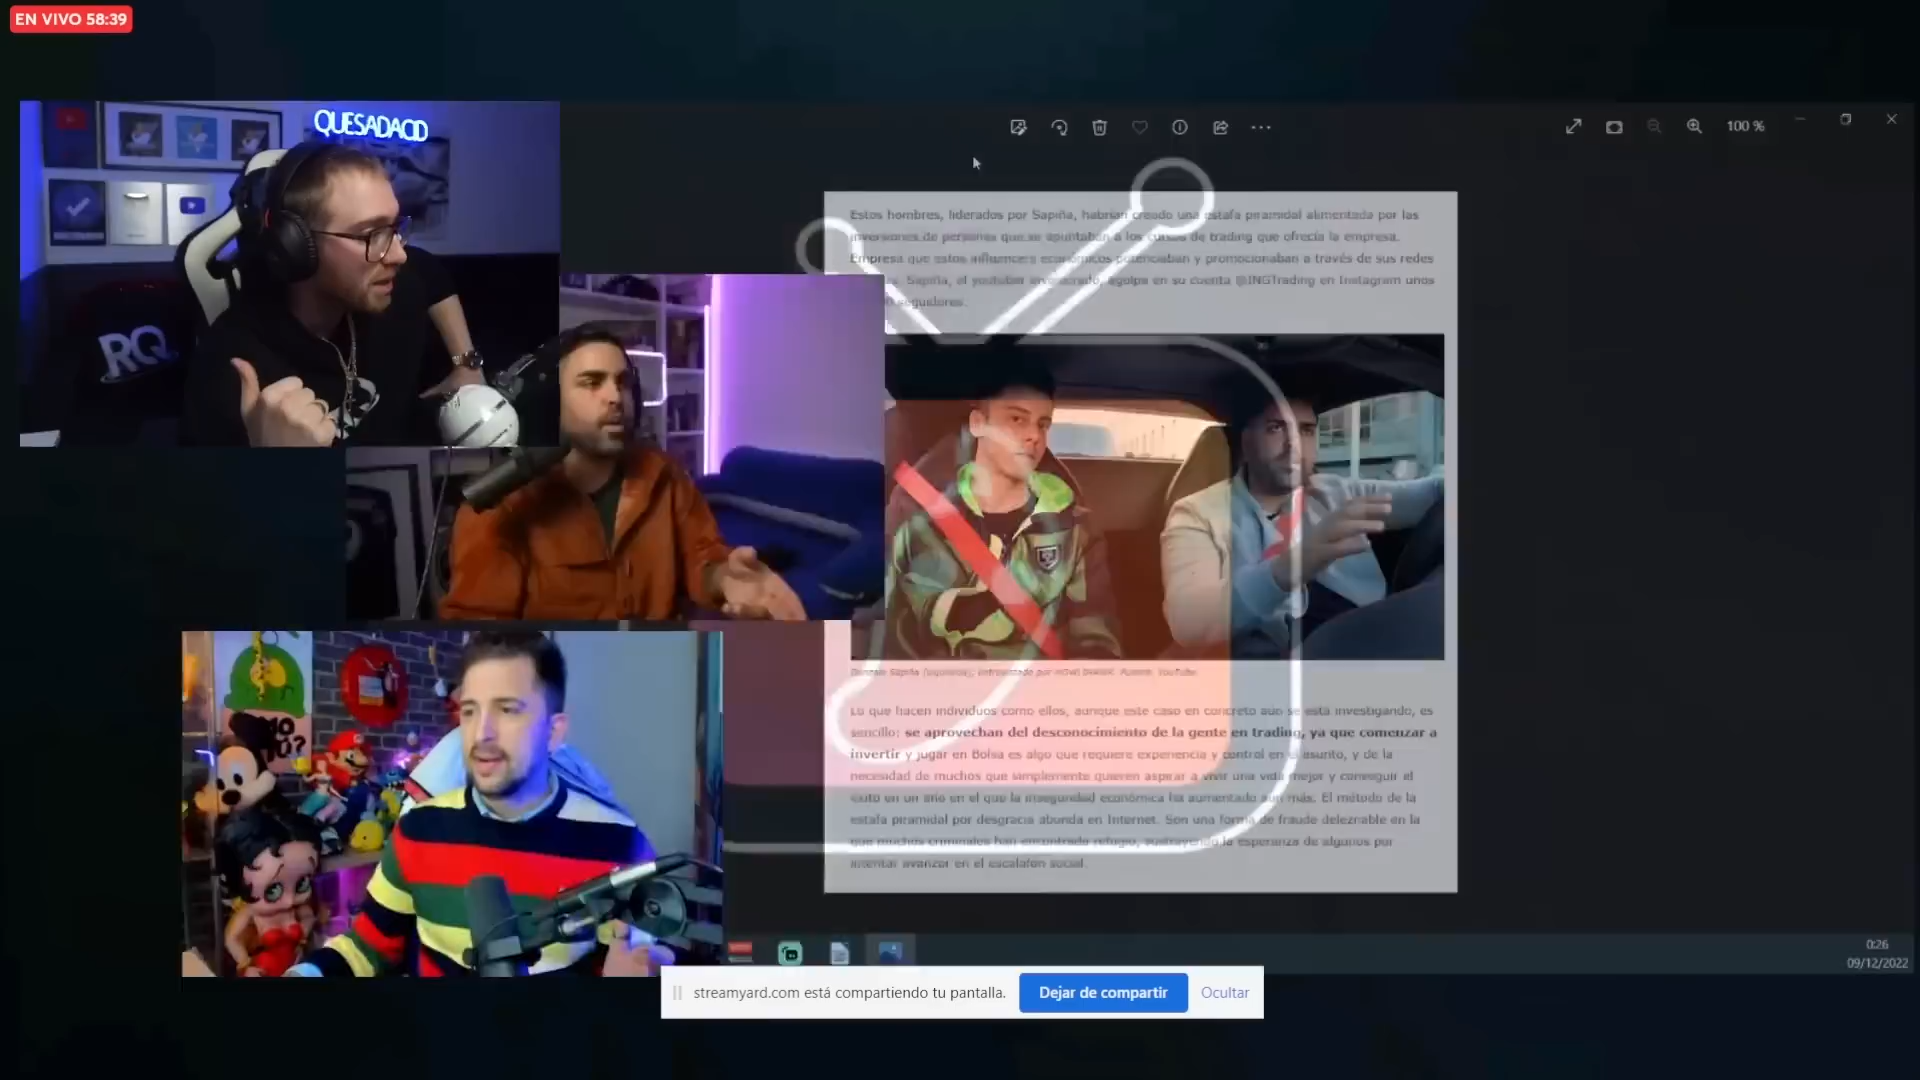 EN VIVO 58:39
QUESADACID
RQ
100 %
Estos hombres, liderados por Sapiña, habrían creado una estafa piramidal alimentada por las
inversiones de personas que se apuntaban a los cursos de trading que ofrecía la empresa.
Empresa que estos influencers económicos potenciaban y promocionaban a través de sus redes
Sapiña, el youtuber agolpa en su cuenta @INGTrading en Instagram unos
seguidores.
Gonzalo Sapiña (izquierda), entrevistado por Fuente: YouTube.
Lo que hacen individuos como ellos, aunque este caso en concreto aún se está investigando, es
sencillo: se aprovechan del desconocimiento de la gente en trading, ya que comenzar a
invertir y jugar en Bolsa es algo que requiere experiencia y control en el asunto, y de la
necesidad de muchos que simplemente quieren aspirar a vivir una vida mejor y conseguir el
éxito en un año en el que la inseguridad económica ha aumentado aún más. El método de la
estafa piramidal por desgracia abunda en Internet. Son una forma de fraude deleznable en la
que muchos criminales han encontrado refugio, sustrayendo la esperanza de algunos por
intentar avanzar en el escalafón social.
0:26
09/12/2022
streamyard.com está compartiendo tu pantalla.
Dejar de compartir
Ocultar